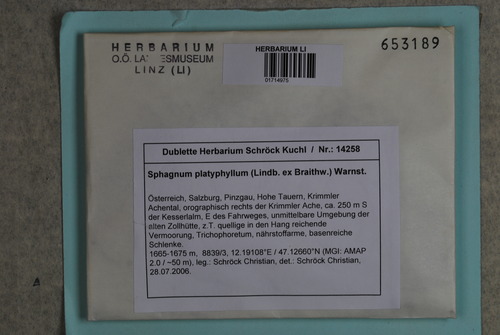 HERBARIUM
O.Ö. LA ESMUSEUM
LINZ (LI)
HERBARIUM LI
01714975
653189
Dublette Herbarium Schröck Kuchl / Nr.: 14258
Sphagnum platyphyllum (Lindb. ex Braithw.) Warnst.
Österreich, Salzburg, Pinzgau, Hohe Tauern, Krimmler
Achental, orographisch rechts der Krimmler Ache, ca. 250 m S
der Kesserlalm, E des Fahrweges, unmittelbare Umgebung der
alten Zollhütte, z.T. quellige in den Hang reichende
Vermoorung, Trichophoretum, nährstoffarme, basenreiche
Schlenke.
1665-1675 m, 8839/3, 12.19108°E / 47.12660°N (MGI: AMAP
2.0 / ~50 m), leg.: Schröck Christian, det.: Schröck Christian,
28.07.2006.